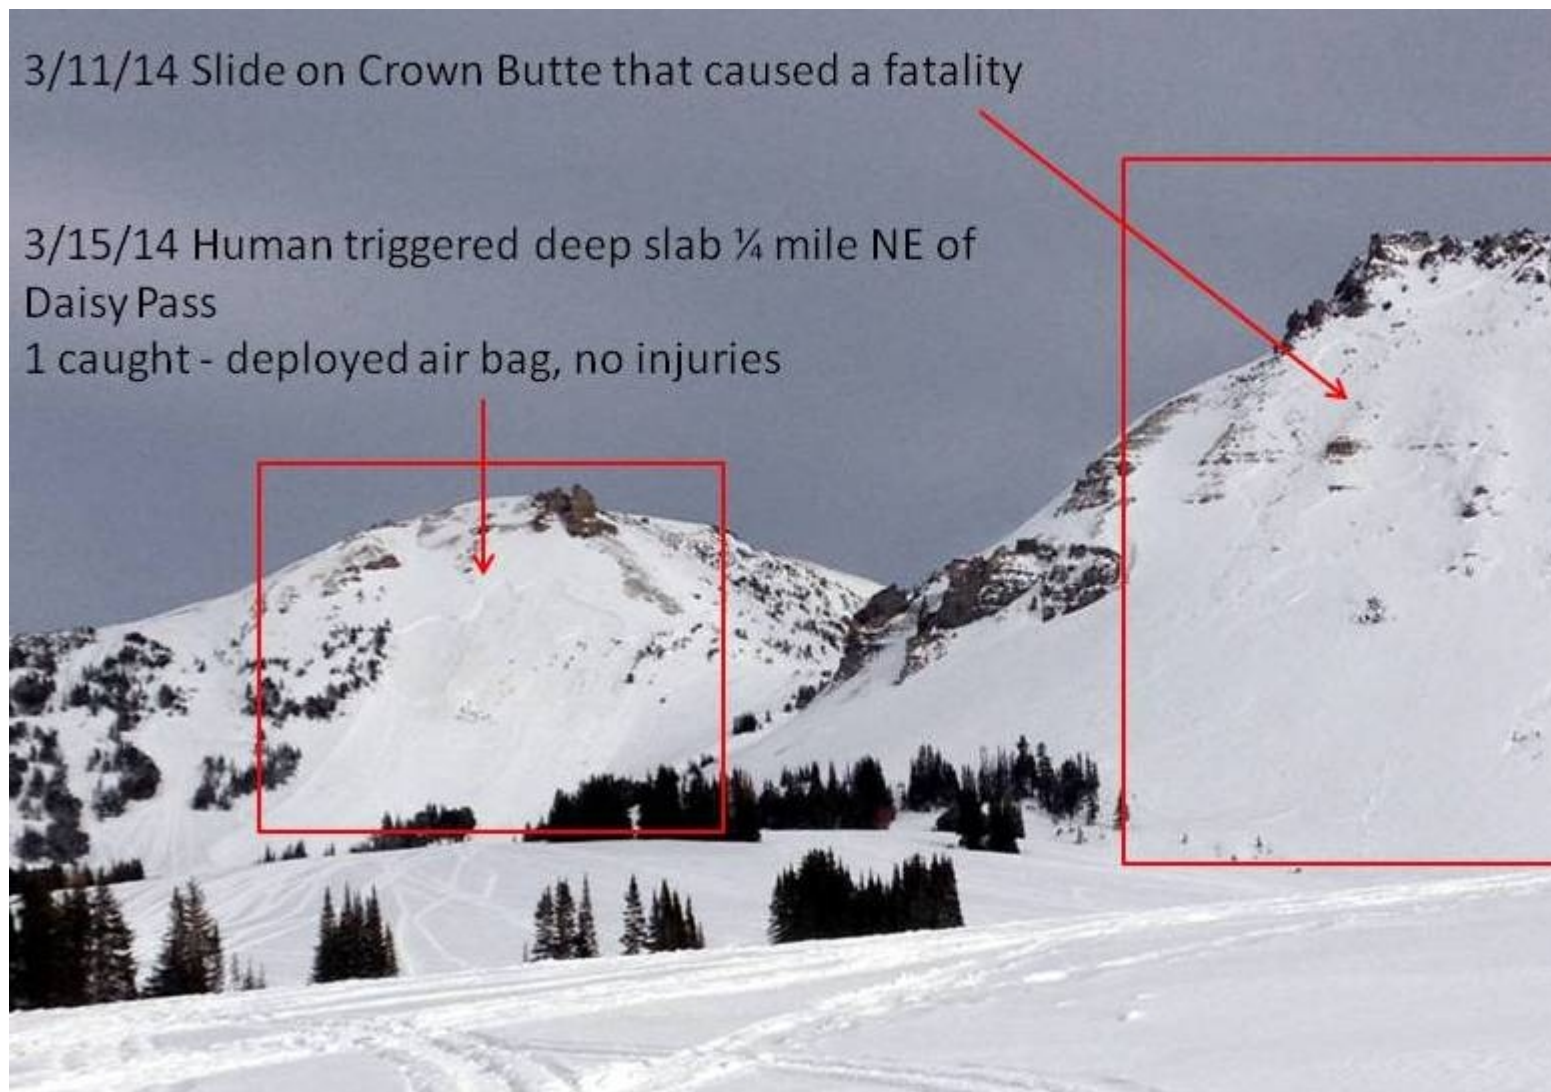 3/11/14 Slide on Crown Butte that caused a fatality
3/15/14 Human triggered deep slab ¼ mile NE of
Daisy Pass
1 caught - deployed air bag, no injuries